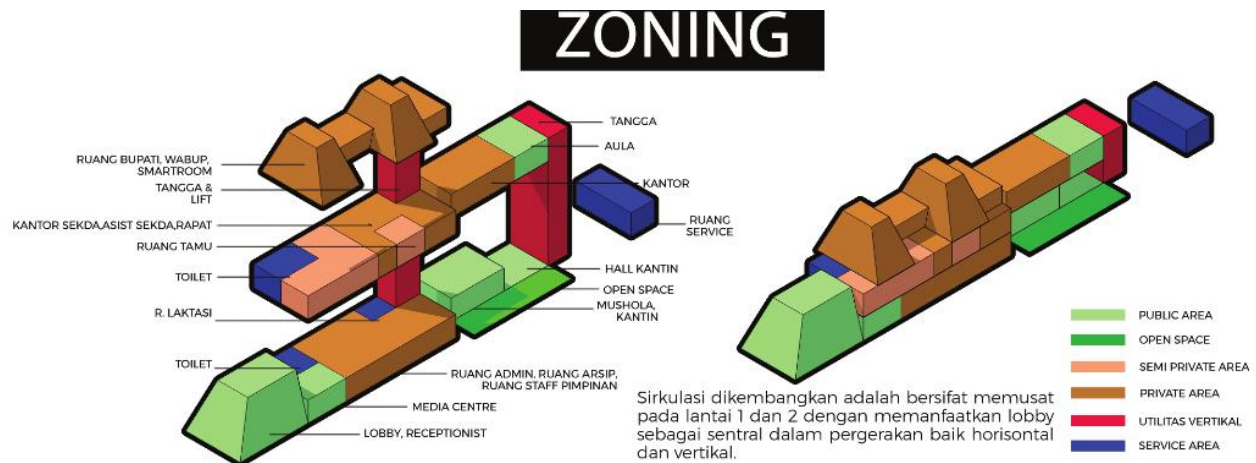 ZONING
RUANG BUPATI, WABUP,
SMARTROOM
TANGGA &
LIFT
KANTOR SEKDA,ASIST SEKDA,RAPAT
RUANG TAMU
TOILET
R. LAKTASI
TOILET
TANGGA
AULA
KANTOR
RUANG
SERVICE
HALL KANTIN
OPEN SPACE
MUSHOLA,
KANTIN
RUANG ADMIN, RUANG ARSIP,
RUANG STAFF PIMPINAN
MEDIA CENTRE
LOBBY, RECEPTIONIST
PUBLIC AREA
OPEN SPACE
SEMI PRIVATE AREA
PRIVATE AREA
UTILITAS VERTIKAL
SERVICE AREA
Sirkulasi dikembangkan adalah bersifat memusat
pada lantai 1 dan 2 dengan memanfaatkan lobby
sebagai sentral dalam pergerakan baik horisontal
dan vertikal.